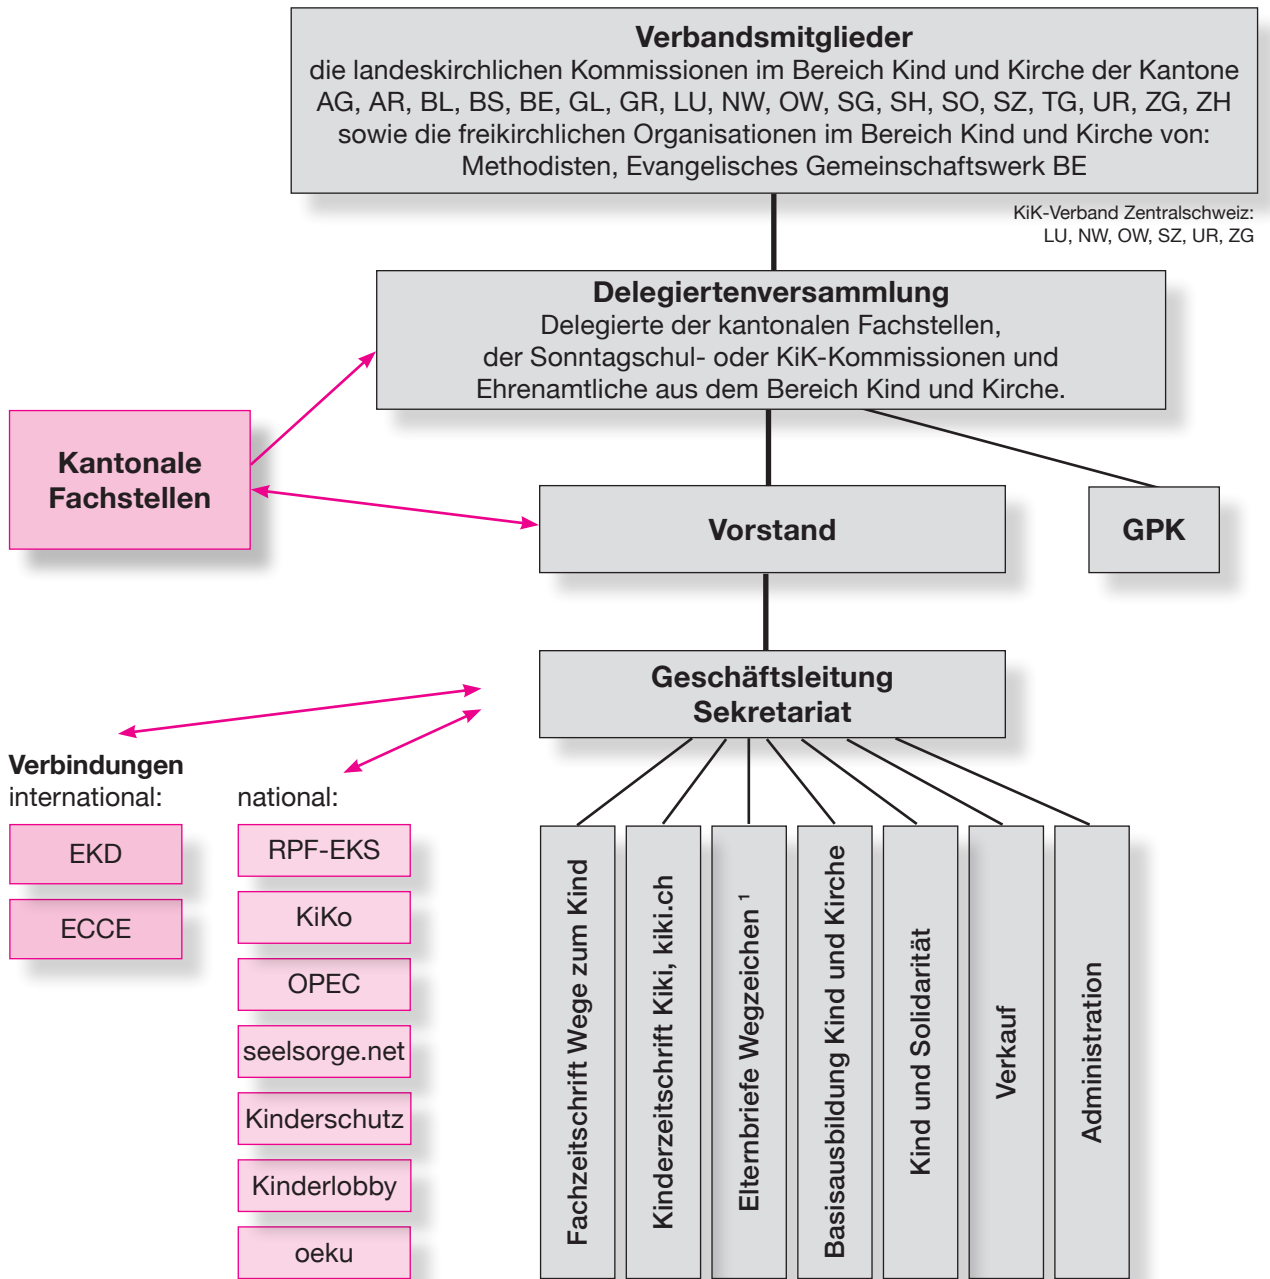 Verbandsmitglieder
die landeskirchlichen Kommissionen im Bereich Kind und Kirche der Kantone
AG, AR, BL, BS, BE, GL, GR, LU, NW, OW, SG, SH, SO, SZ, TG, UR, ZG, ZH
sowie die freikirchlichen Organisationen im Bereich Kind und Kirche von:
Methodisten, Evangelisches Gemeinschaftswerk BE
KiK-Verband Zentralschweiz:
LU, NW, OW, SZ, UR, ZG
Delegiertenversammlung
Delegierte der kantonalen Fachstellen,
der Sonntagschul- oder KiK-Kommissionen und
Ehrenamtliche aus dem Bereich Kind und Kirche.
Kantonale
Fachstellen
Vorstand
GPK
Geschäftsleitung
Sekretariat
Verbindungen
international:
EKD
ECCE
national:
RPF-EKS
KiKo
OPEC
seelsorge.net
Kinderschutz
Kinderlobby
oeku
Fachzeitschrift Wege zum Kind
Kinderzeitschrift Kiki, kiki.ch
Elternbriefe Wegzeichen ¹
Basisausbildung Kind und Kirche
Kind und Solidarität
Verkauf
Administration